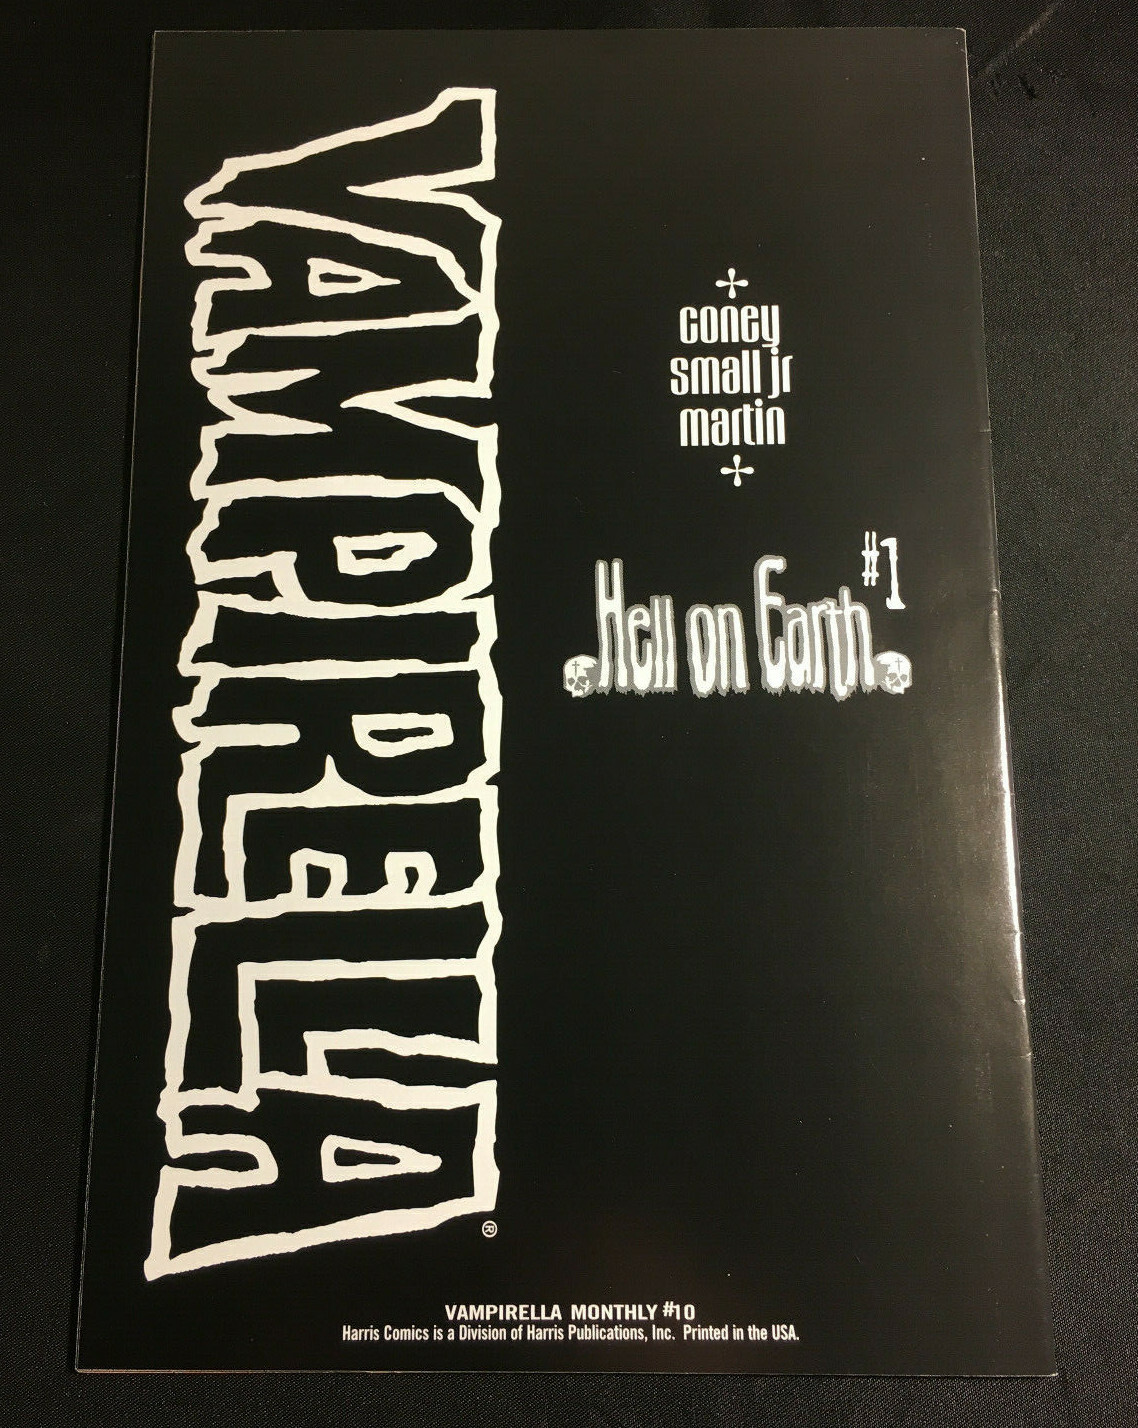 VAMPIRELLA®
coney
small jr
martin
Hell on Earth #1
VAMPIRELLA MONTHLY #10
Harris Comics is a Division of Harris Publications, Inc. Printed in the USA.